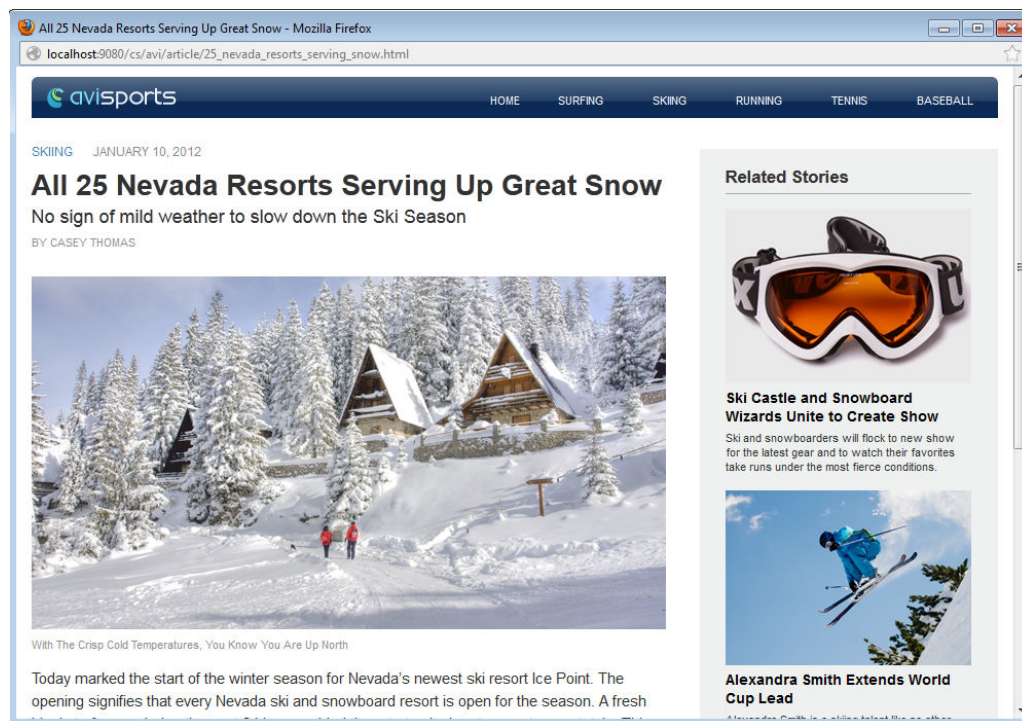 All 25 Nevada Resorts Serving Up Great Snow - Mozilla Firefox
localhost:9080/cs/avi/article/25_nevada_resorts_serving_snow.html
avisports
HOME SURFING SKIING RUNNING TENNIS BASEBALL
SKIING JANUARY 10, 2012
All 25 Nevada Resorts Serving Up Great Snow
No sign of mild weather to slow down the Ski Season
BY CASEY THOMAS
With The Crisp Cold Temperatures, You Know You Are Up North
Today marked the start of the winter season for Nevada's newest ski resort Ice Point. The
opening signifies that every Nevada ski and snowboard resort is open for the season. A fresh
Related Stories
Ski Castle and Snowboard
Wizards Unite to Create Show
Ski and snowboarders will flock to new show
for the latest gear and to watch their favorites
take runs under the most fierce conditions.
Alexandra Smith Extends World
Cup Lead